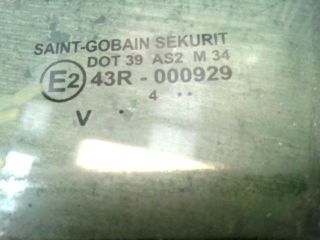 SAINT-GOBAIN SEKURIT
DOT 39 AS2 M 34
E2 43R - 000929
4 ..
V